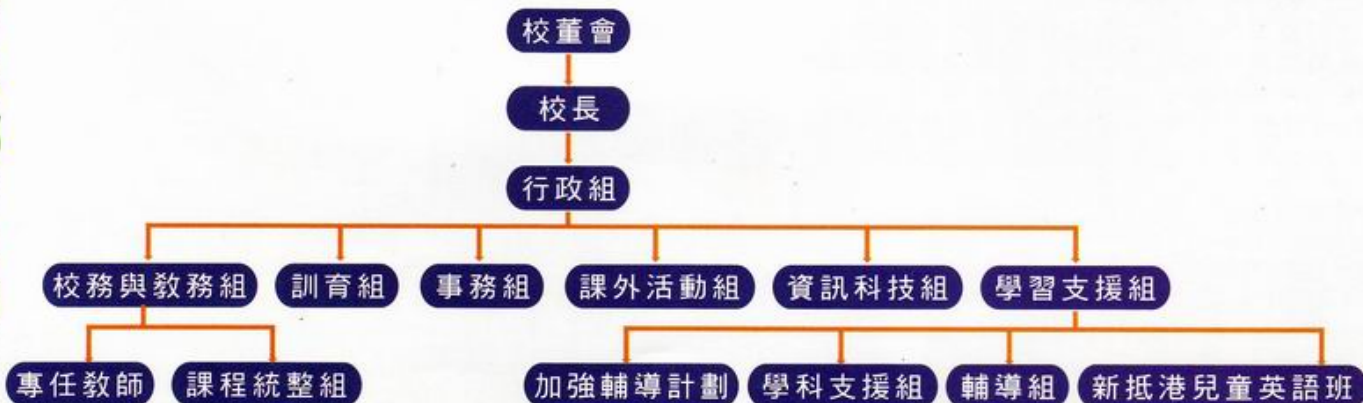 校董會
校長
行政組
校務與教務組 訓育組 事務組 課外活動組 資訊科技組 學習支援組
專任教師 課程統整組 加強輔導計劃 學科支援組 輔導組 新抵港兒童英語班